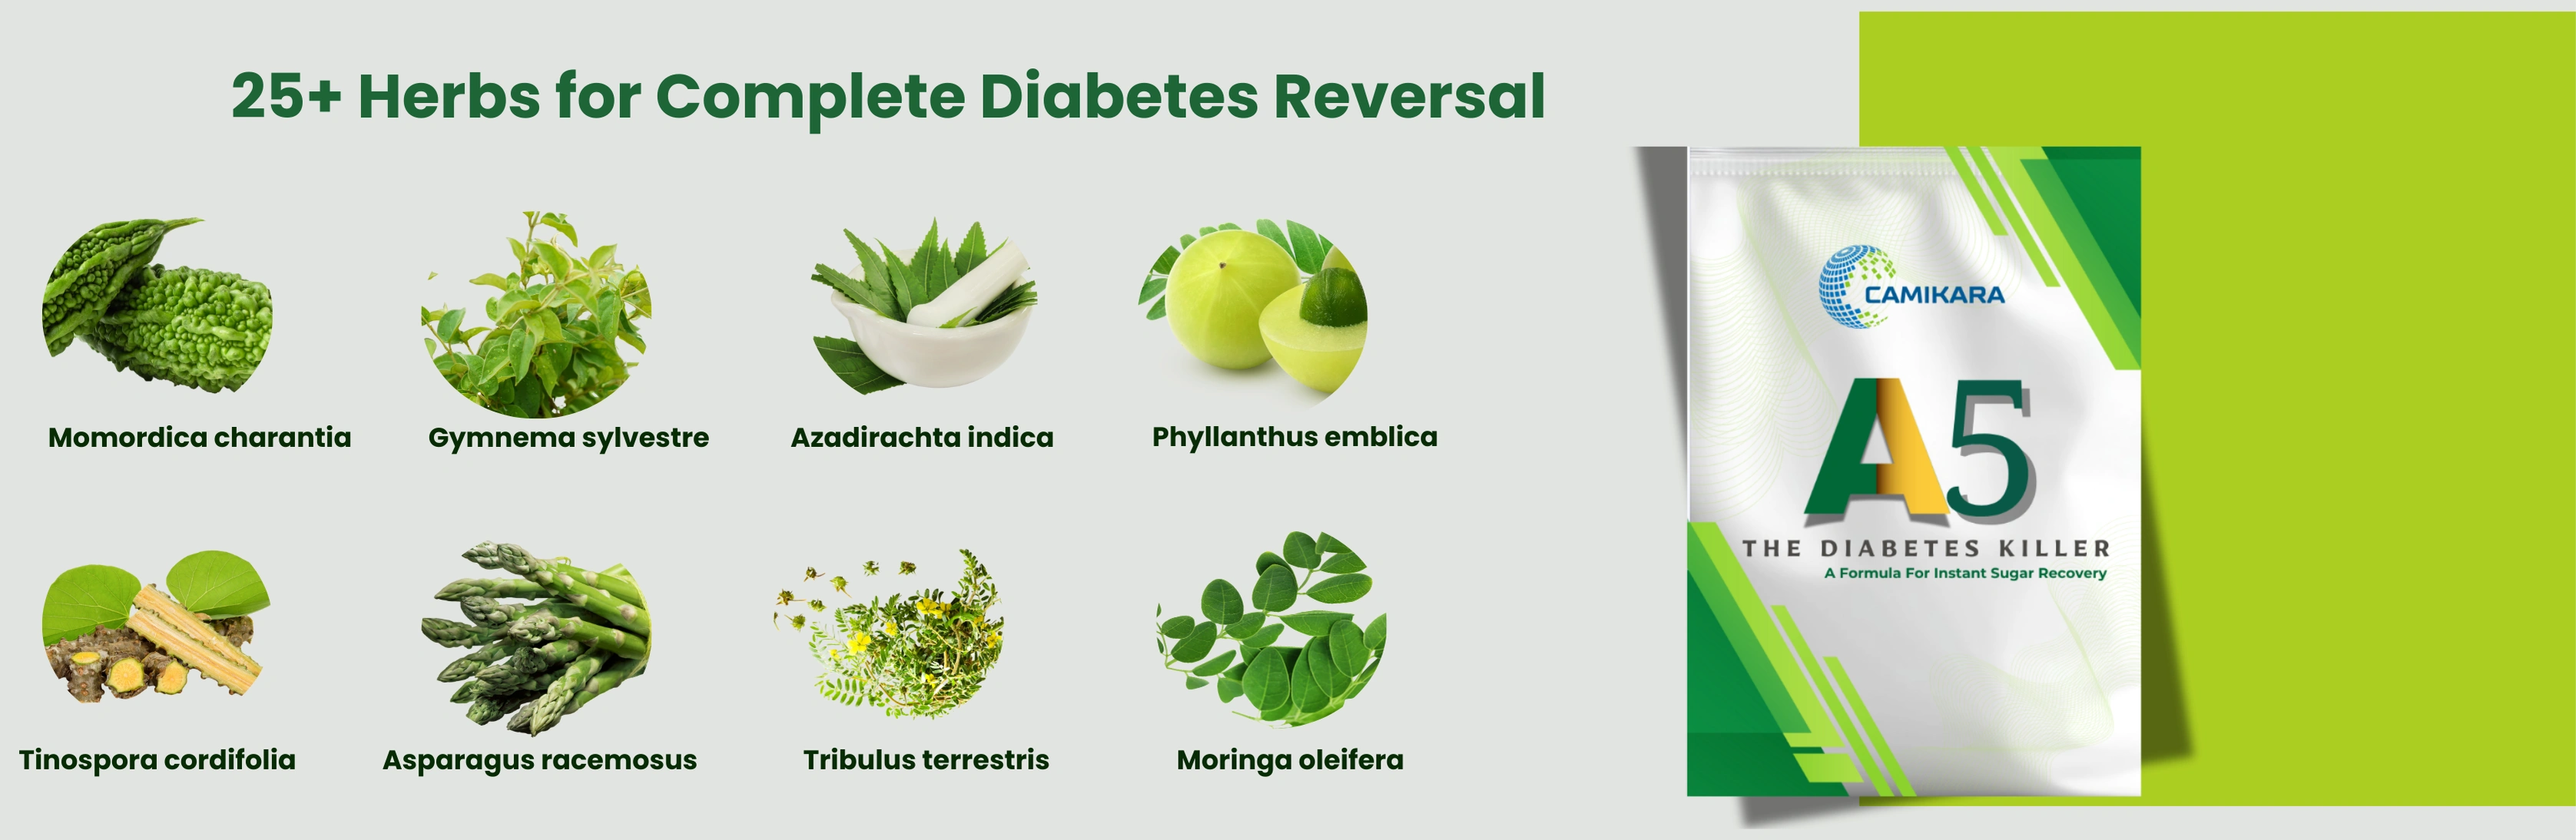 25+ Herbs for Complete Diabetes Reversal
Momordica charantia
Gymnema sylvestre
Azadirachta indica
Phyllanthus emblica
Tinospora cordifolia
Asparagus racemosus
Tribulus terrestris
Moringa oleifera
CAMIKARA
A5
THE DIABETES KILLER
A Formula For Instant Sugar Recovery